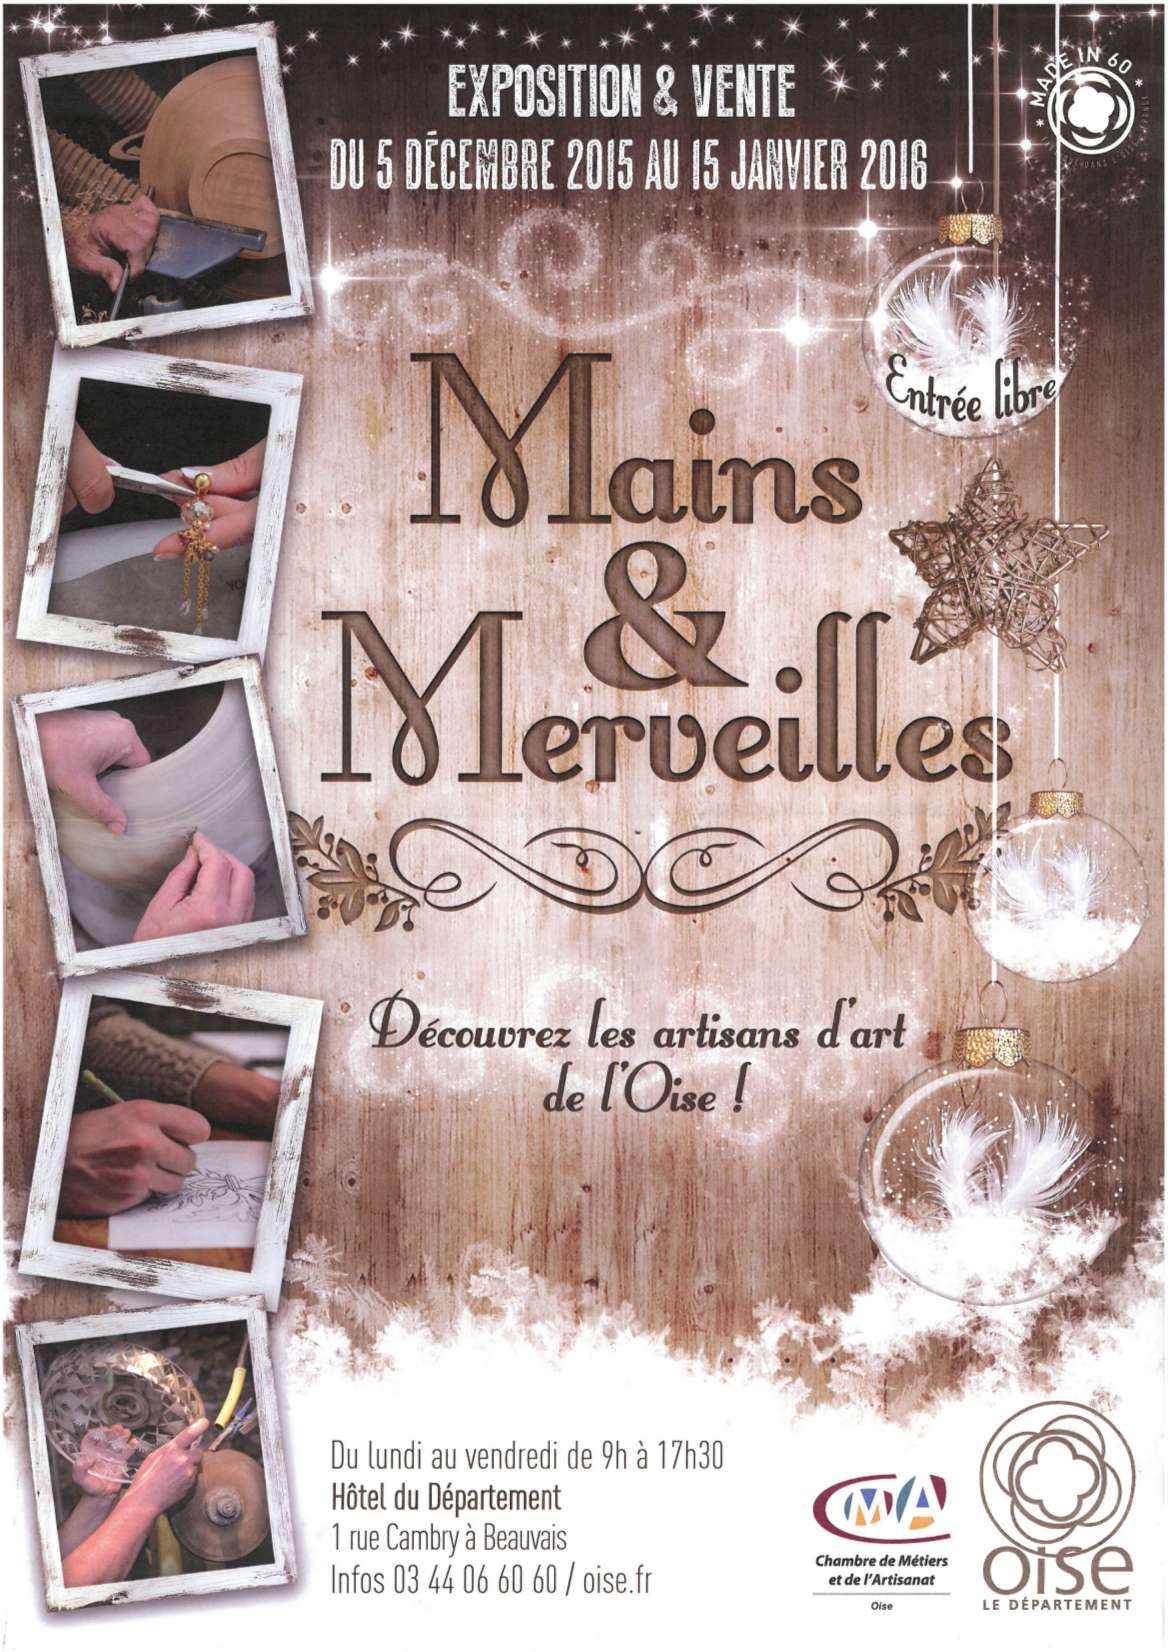 EXPOSITION & VENTE
DU 5 DÉCEMBRE 2015 AU 15 JANVIER 2016
* MADE IN 60 *
Entrée libre
Mains
&
Merveilles
Découvrez les artisans d'art
de l'Oise !
Du lundi au vendredi de 9h à 17h30
Hôtel du Département
1 rue Cambry à Beauvais
Infos 03 44 06 60 60 / oise.fr
CMA
Chambre de Métiers
et de l'Artisanat
Oise
oise
LE DÉPARTEMENT